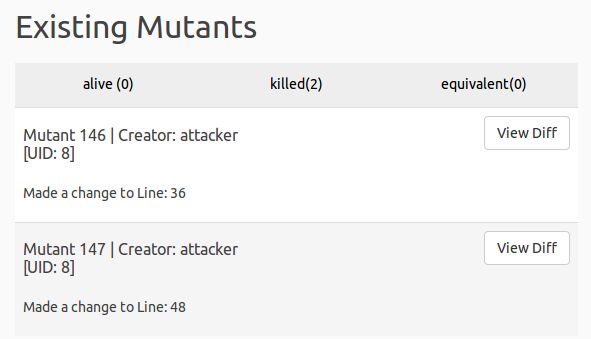 Existing Mutants
alive (0) killed(2) equivalent(0)
Mutant 146 | Creator: attacker View Diff
[UID: 8]
Made a change to Line: 36
Mutant 147 | Creator: attacker View Diff
[UID: 8]
Made a change to Line: 48